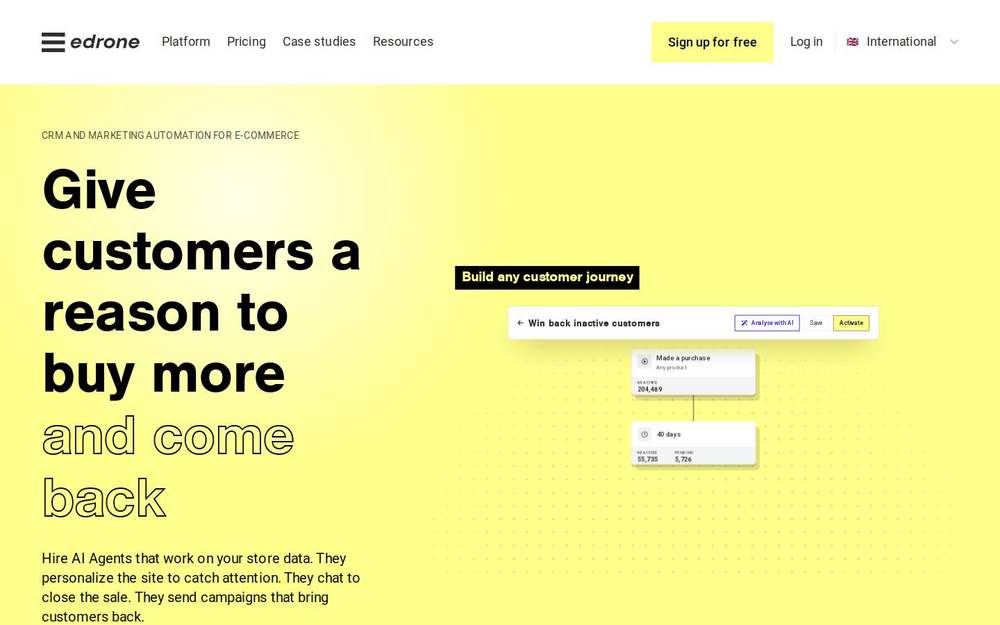 edrone
Platform
Pricing
Case studies
Resources
Sign up for free
Log in
International
CRM AND MARKETING AUTOMATION FOR E-COMMERCE
Give
customers a
reason to
buy more
and come
back
Hire AI Agents that work on your store data. They
personalize the site to catch attention. They chat to
close the sale. They send campaigns that bring
customers back.
Build any customer journey
Win back inactive customers
Analyse with AI
Save
Activate
Made a purchase
Any product
204,489
40 days
55,735 5,726